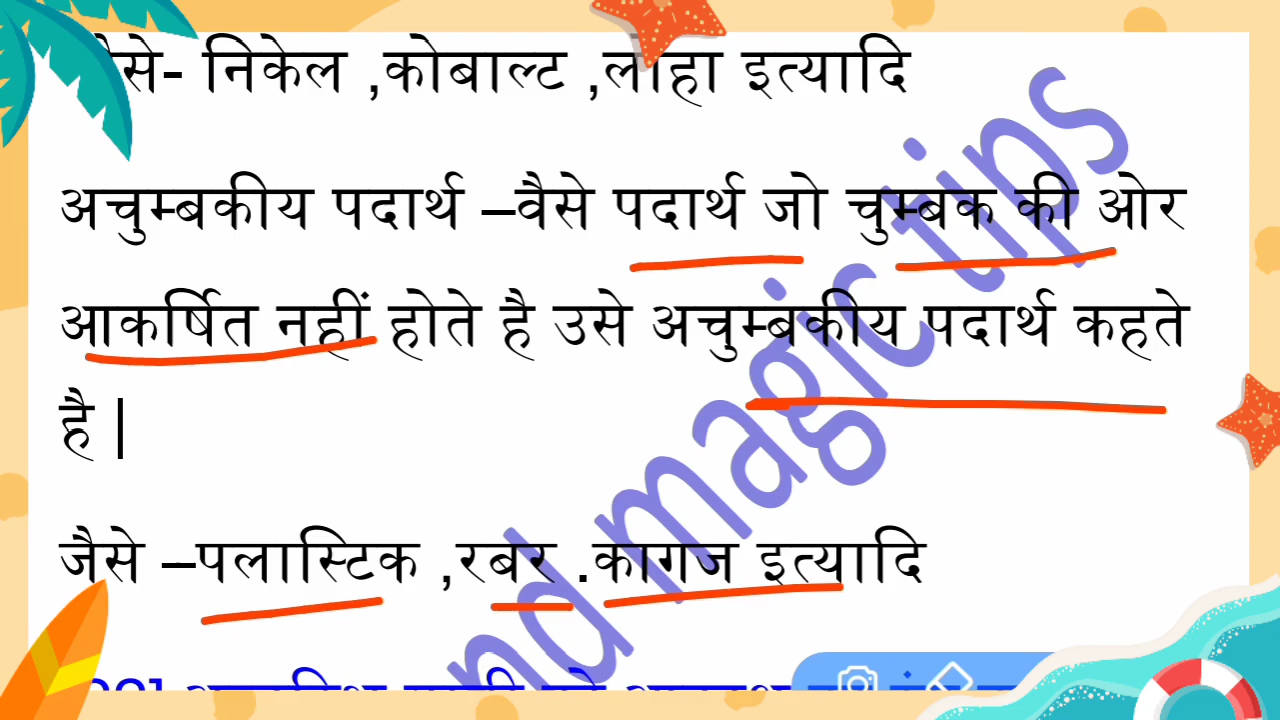 निकेल ,कोबाल्ट ,लोहा इत्यादि
अचुम्बकीय पदार्थ –वैसे पदार्थ जो चुम्बक की ओर
आकर्षित नहीं होते है उसे अचुम्बकीय पदार्थ कहते
है |
जैसे –पलास्टिक ,रबर .कागज इत्यादि
magic tips